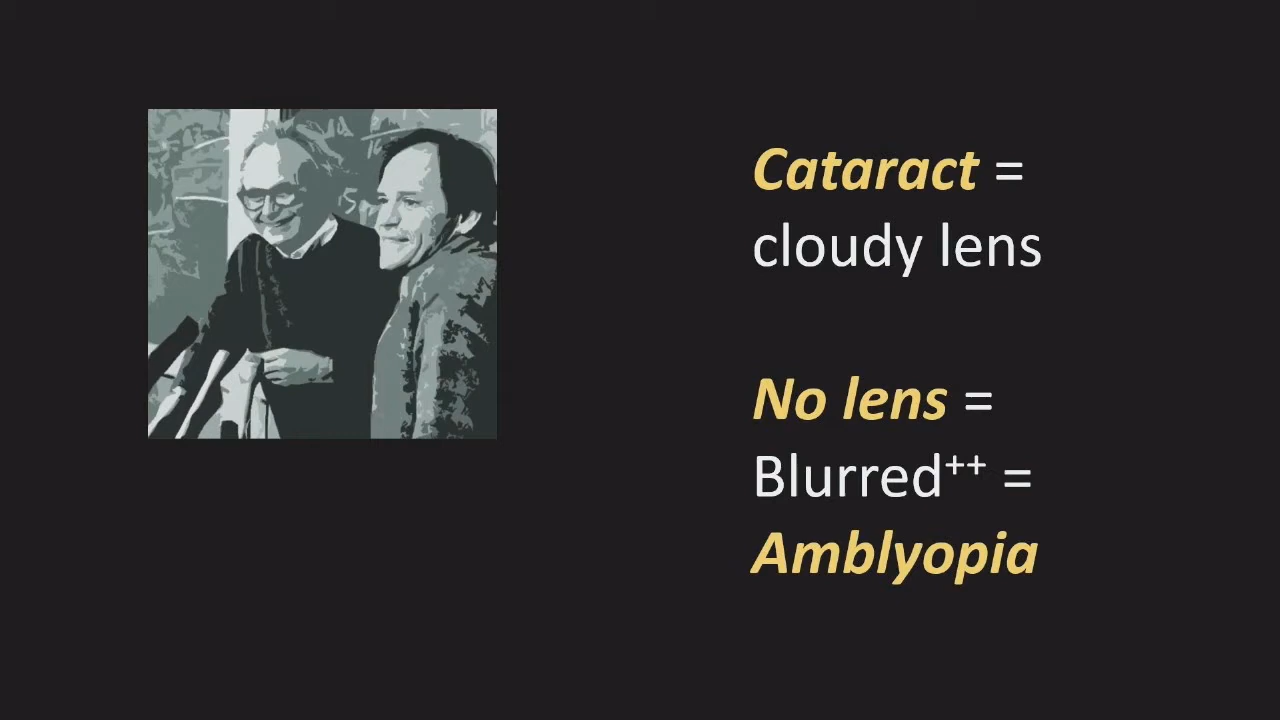 Cataract =
cloudy lens
No lens =
Blurred⁺⁺ =
Amblyopia